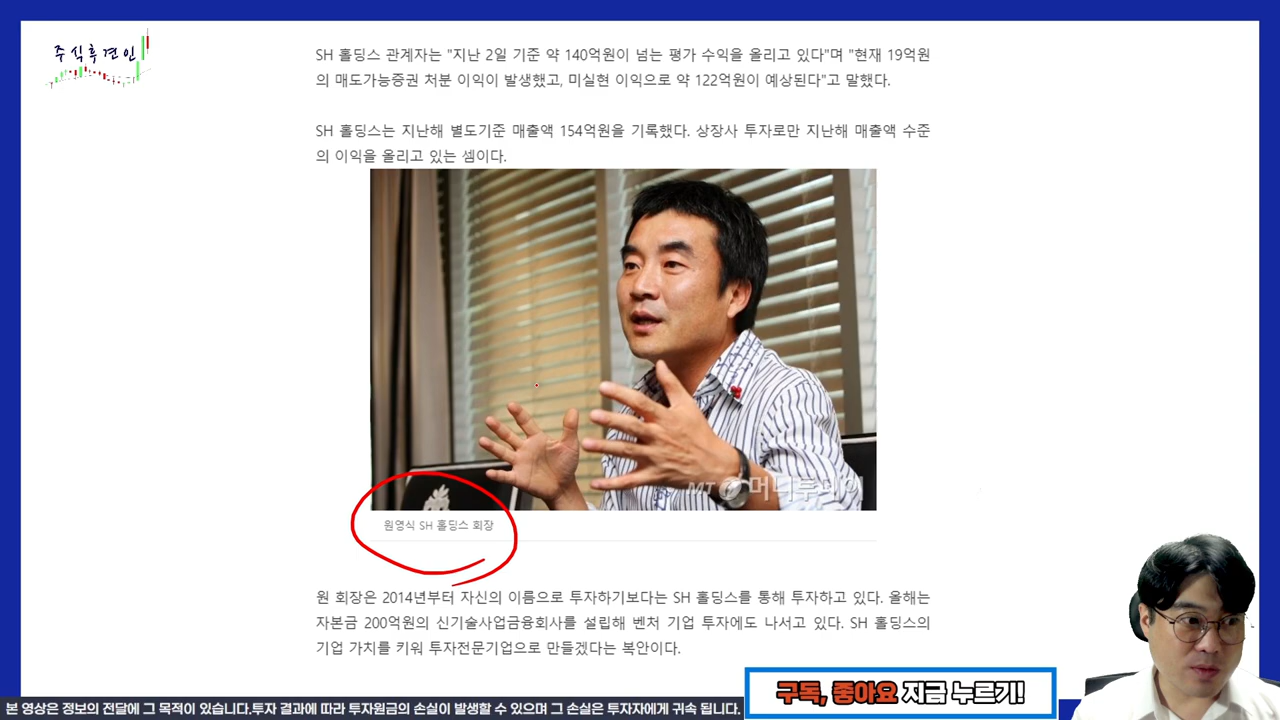 주식후견인
SH 홀딩스 관계자는 "지난 2일 기준 약 140억원이 넘는 평가 수익을 올리고 있다"며 "현재 19억원
의 매도가능증권 처분 이익이 발생했고, 미실현 이익으로 약 122억원이 예상된다"고 말했다.
SH 홀딩스는 지난해 별도기준 매출액 154억원을 기록했다. 상장사 투자로만 지난해 매출액 수준
의 이익을 올리고 있는 셈이다.
MT 머니투데이
원영식 SH 홀딩스 회장
원 회장은 2014년부터 자신의 이름으로 투자하기보다는 SH 홀딩스를 통해 투자하고 있다. 올해는
자본금 200억원의 신기술사업금융회사를 설립해 벤처 기업 투자에도 나서고 있다. SH 홀딩스의
기업 가치를 키워 투자전문기업으로 만들겠다는 복안이다.
구독, 좋아요 지금 누르기!
본 영상은 정보의 전달에 그 목적이 있습니다.투자 결과에 따라 투자원금의 손실이 발생할 수 있으며 그 손실은 투자자에게 귀속 됩니다.